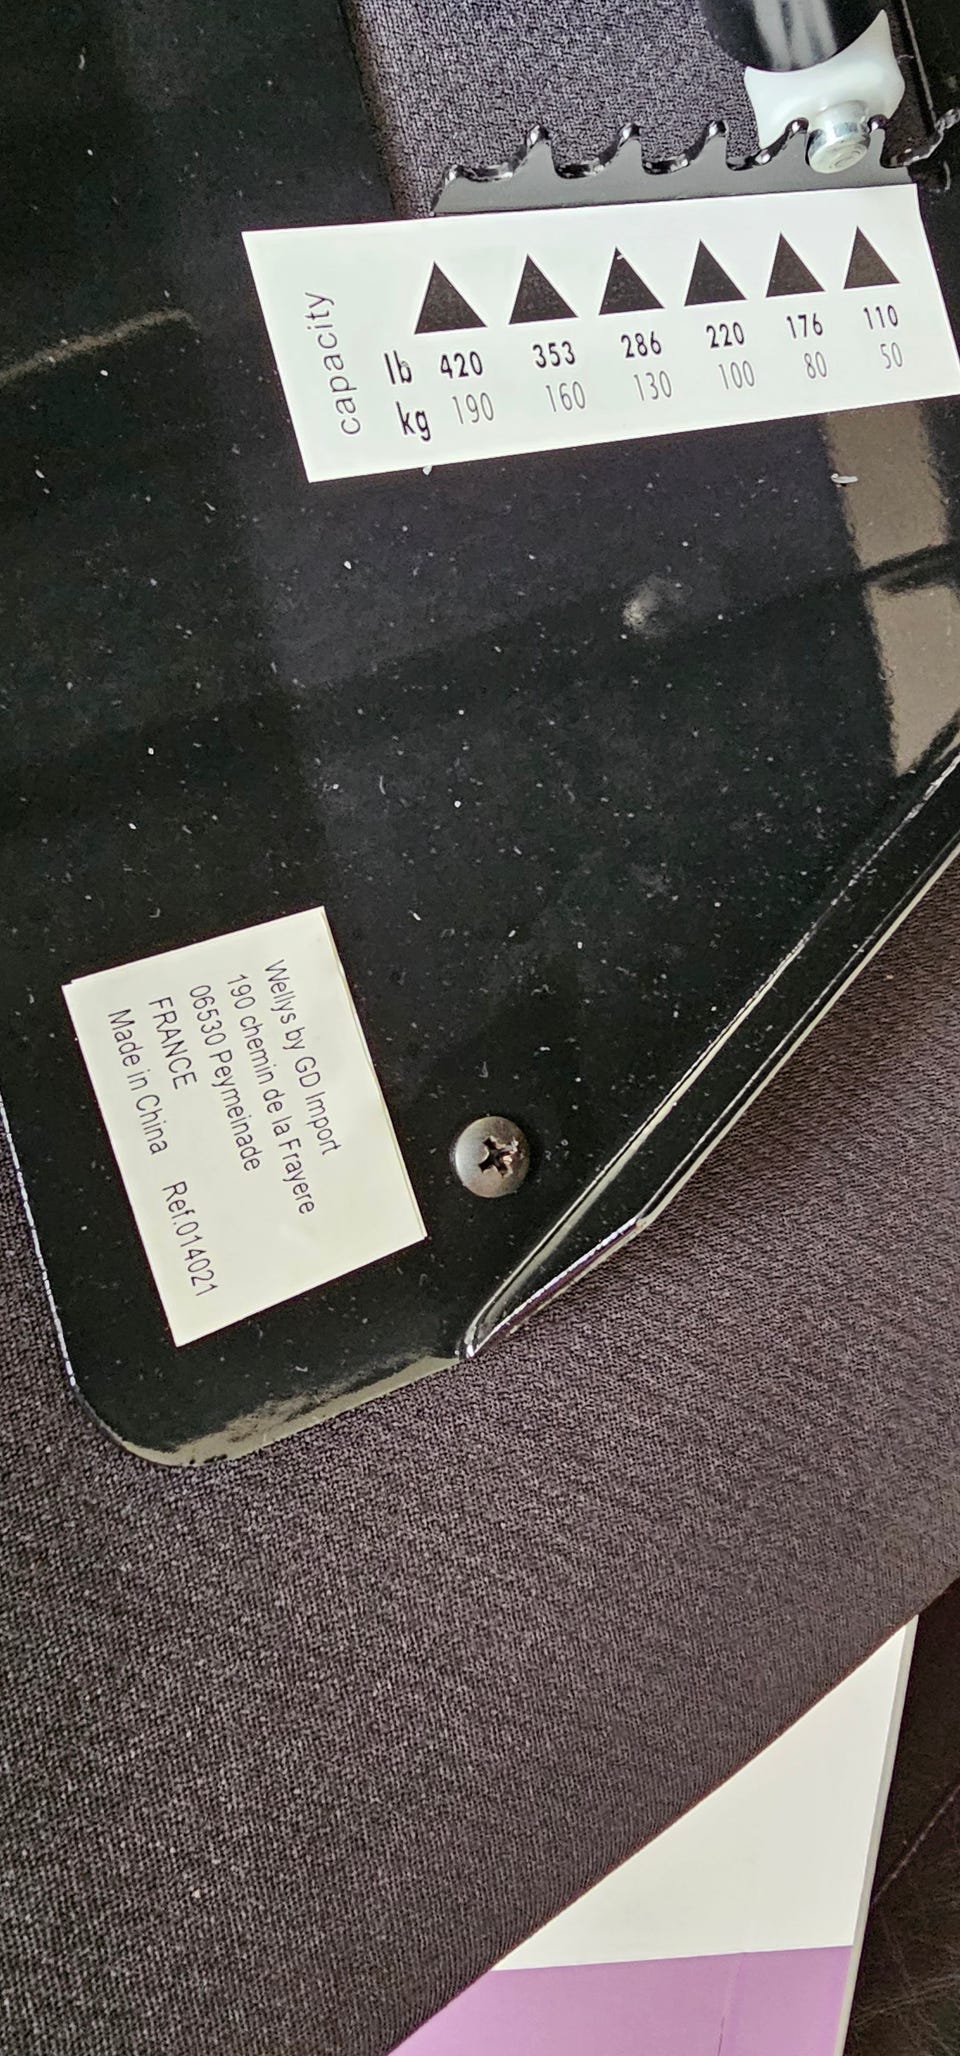 capacity
lb 420 353 286 220 176 110
kg 190 160 130 100 80 50
Wellys by GD Import
190 chemin de la Frayere
06530 Peymeinade
FRANCE
Made in China Ref.014021